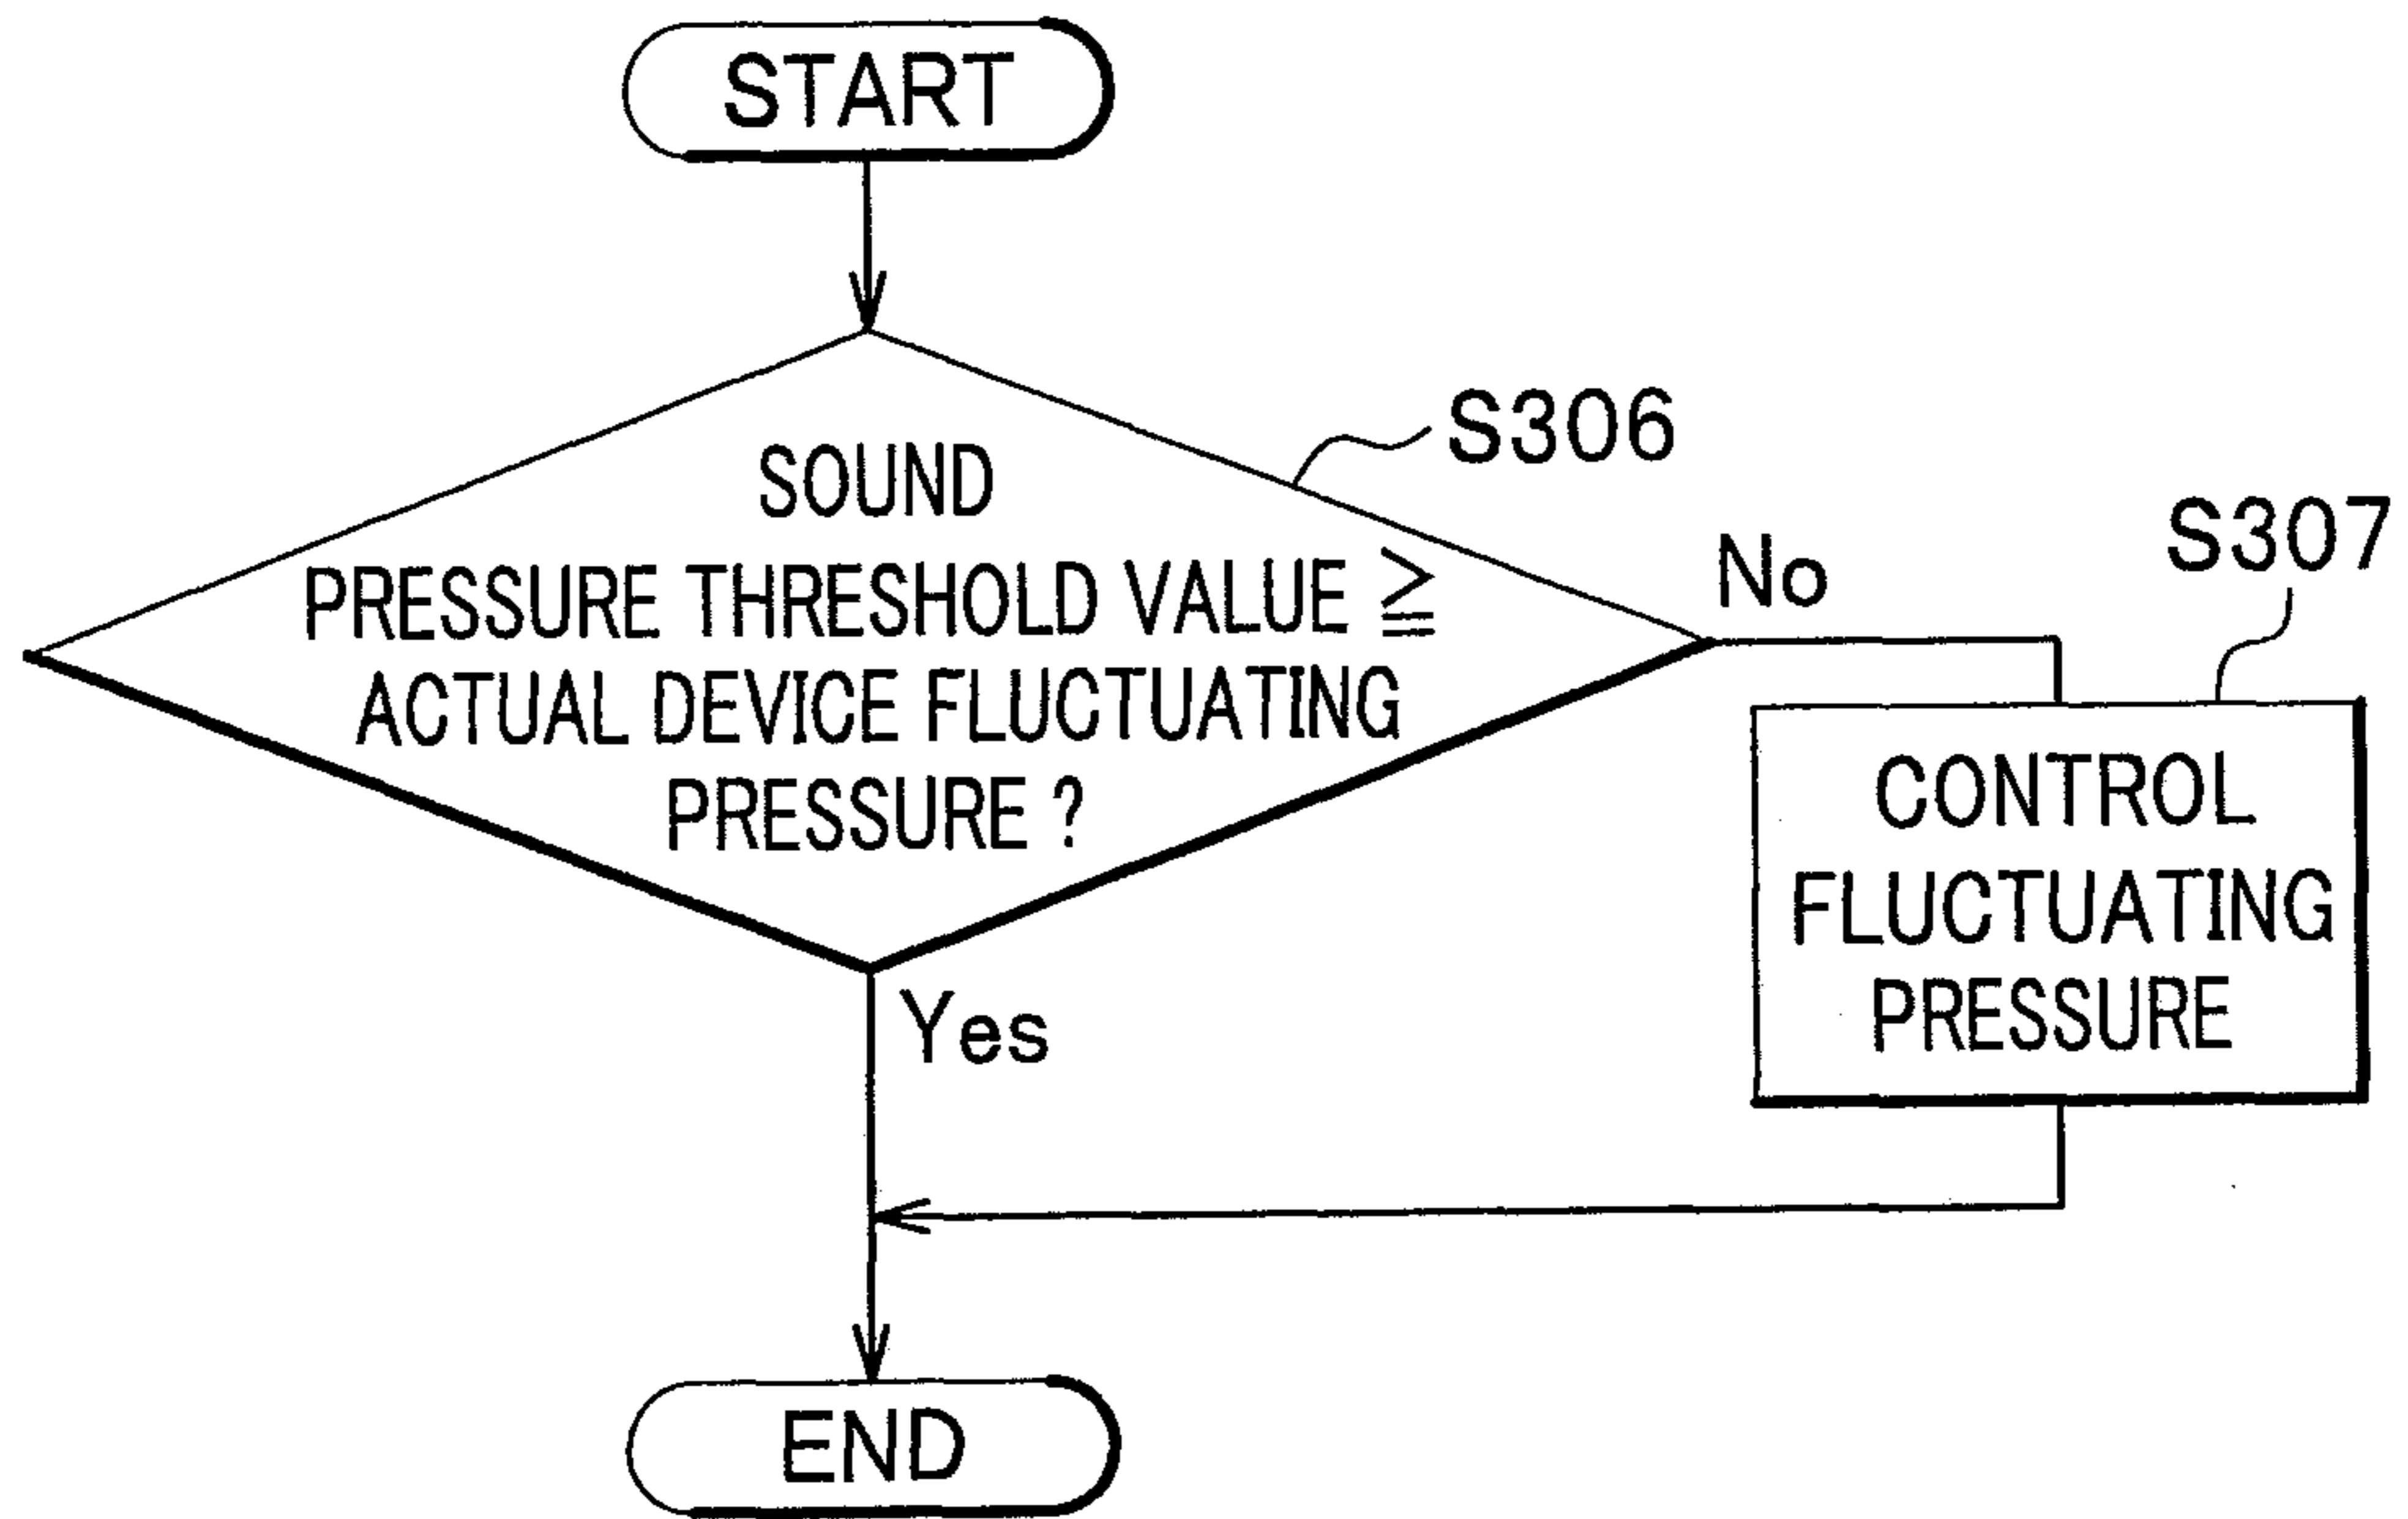 START
S306
SOUND
PRESSURE THRESHOLD VALUE ≧
ACTUAL DEVICE FLUCTUATING
PRESSURE ?
No
S307
CONTROL
FLUCTUATING
PRESSURE
Yes
END